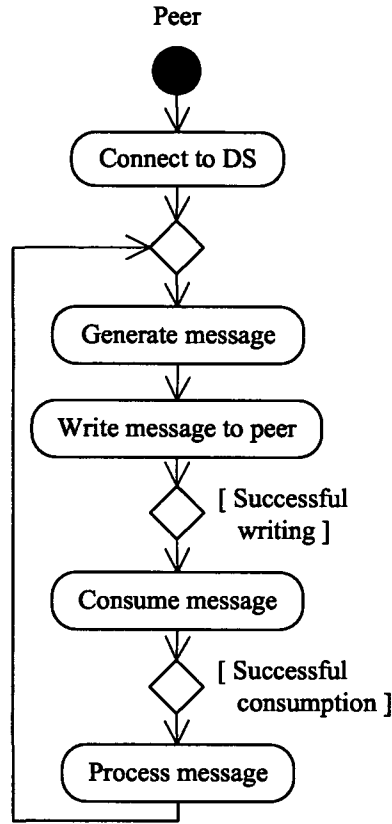 Peer
Connect to DS
Generate message
Write message to peer
[ Successful
writing ]
Consume message
[ Successful
consumption ]
Process message